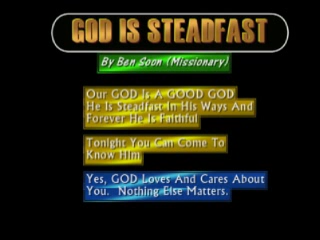 GOD IS STEADFAST
By Ben Soon (Missionary)
Our GOD Is A GOOD GOD
He Is Steadfast In His Ways And
Forever He Is Faithful
Tonight You Can Come To
Know Him
Yes, GOD Loves And Cares About
You. Nothing Else Matters.